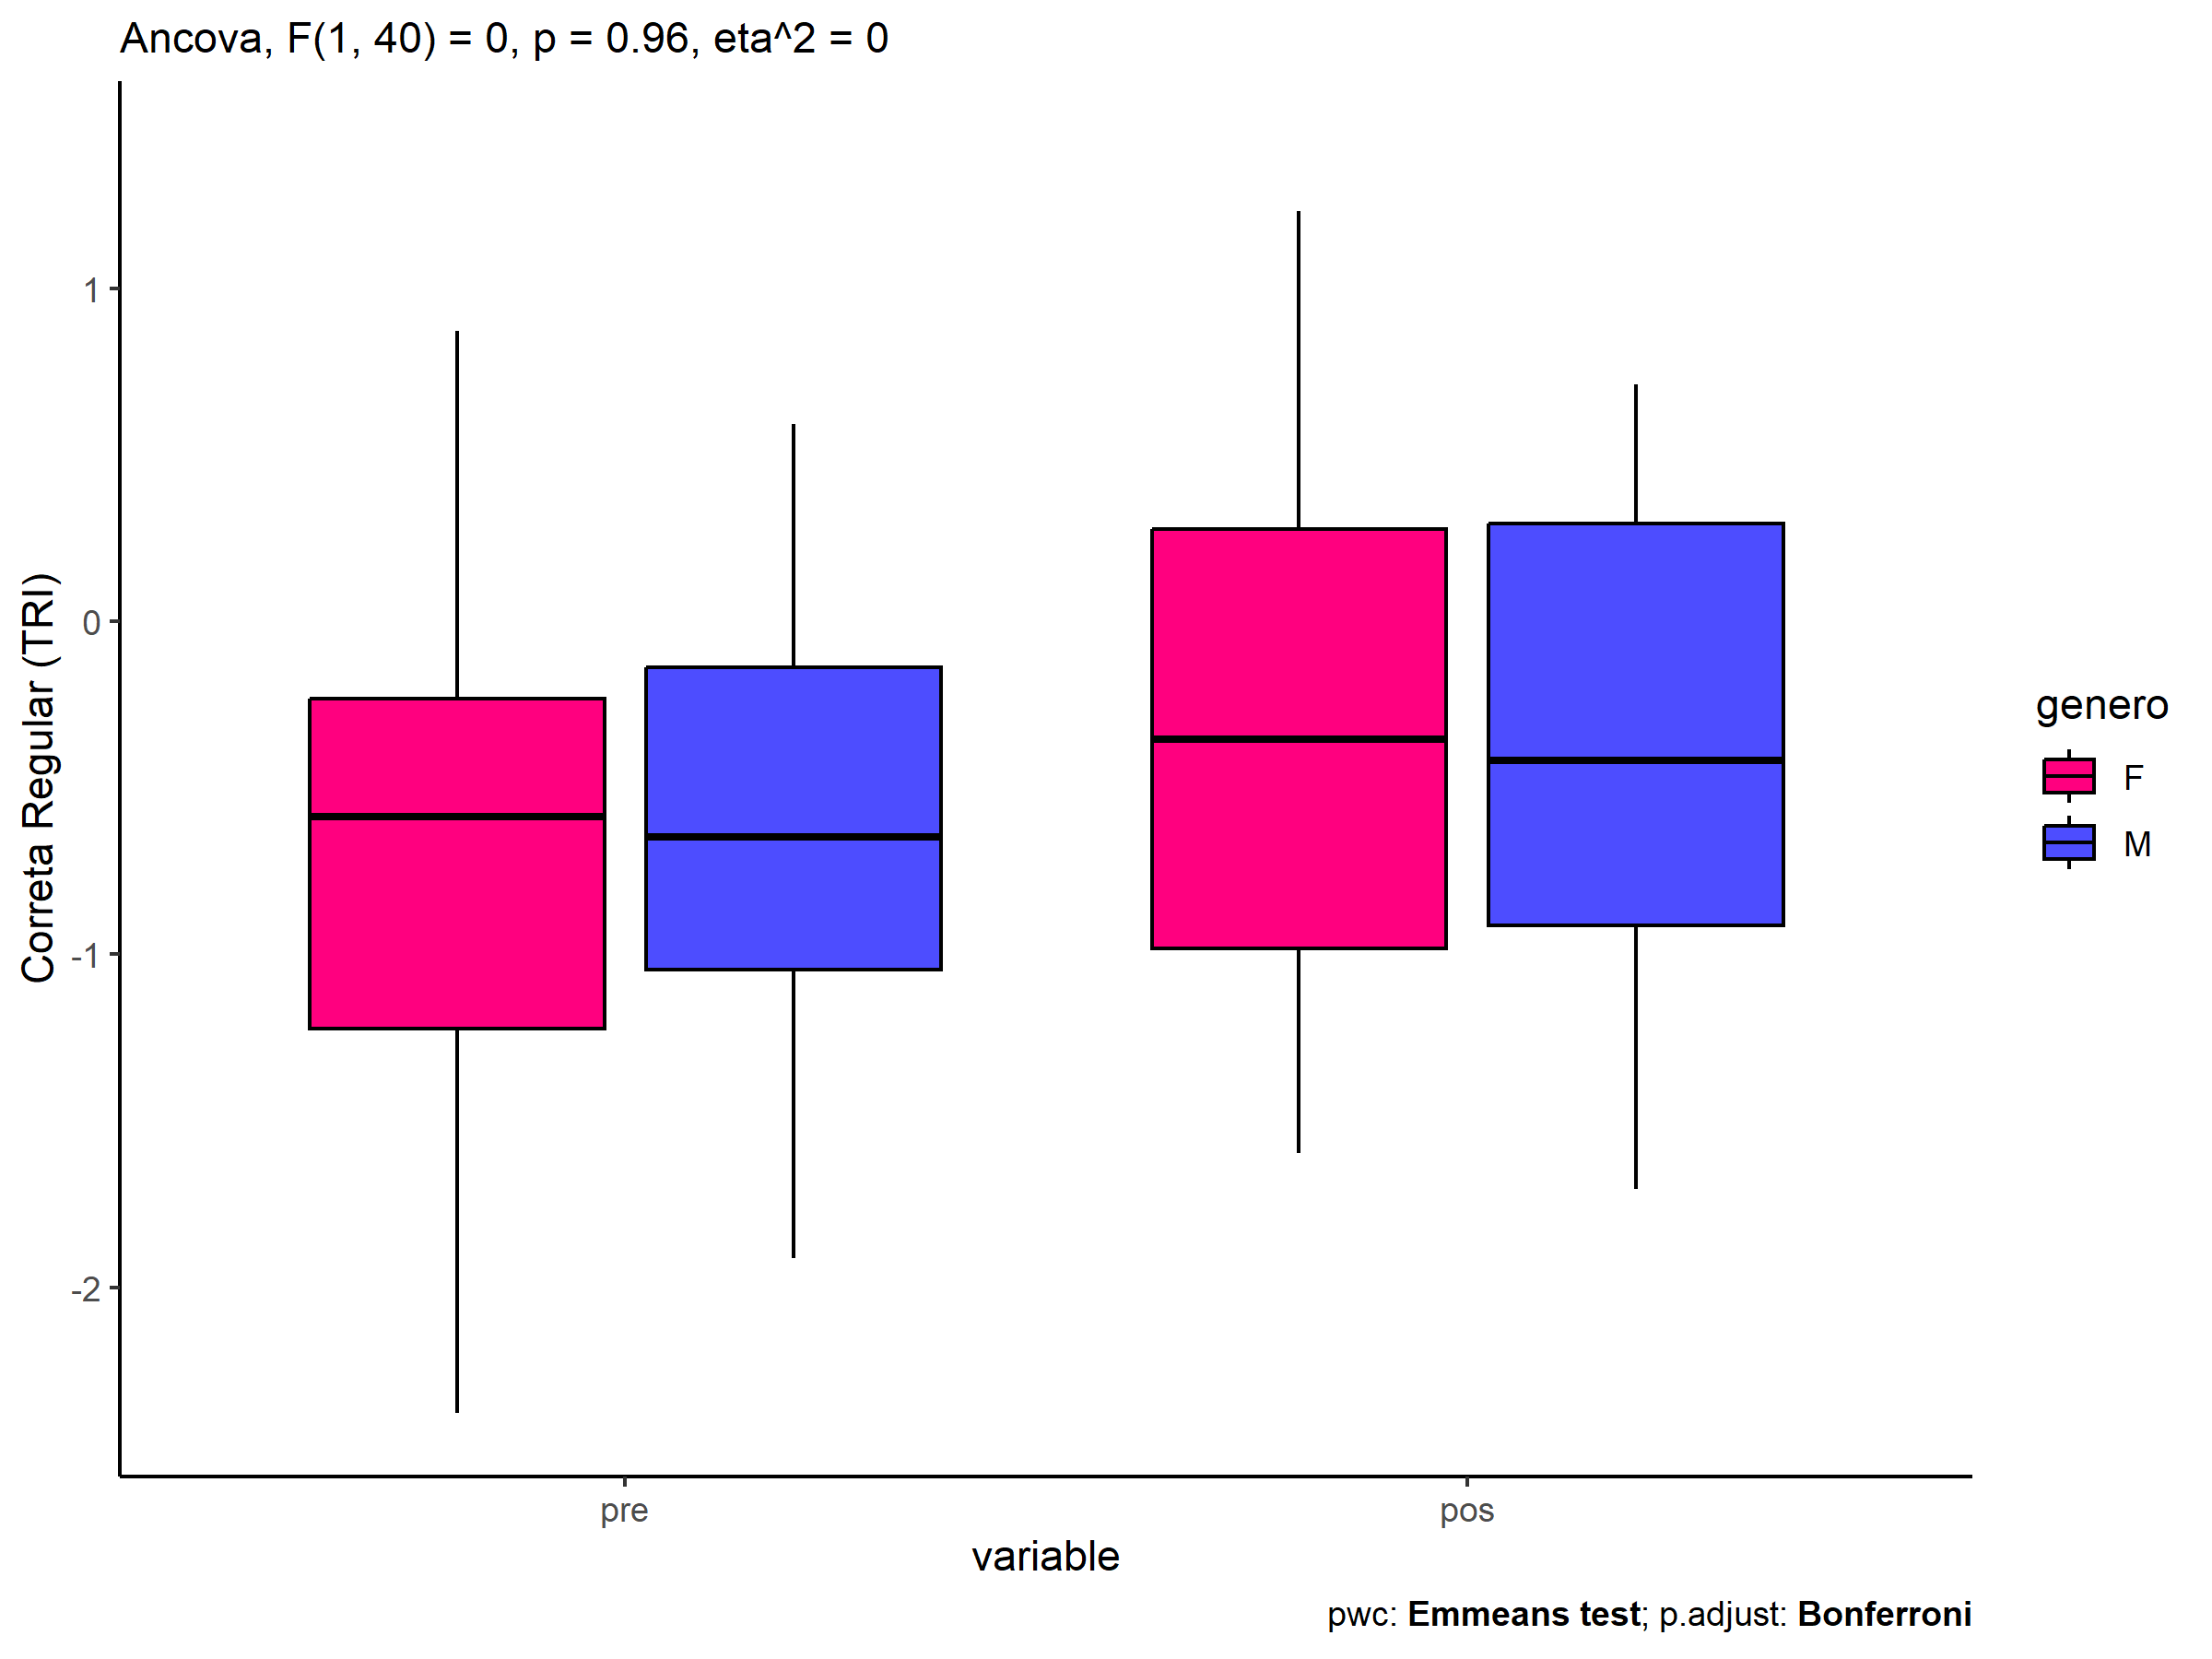 Ancova, F(1, 40) = 0, p = 0.96, eta^2 = 0
Correta Regular (TRI)
1
0
-1
-2
pre
pos
variable
genero
F
M
pwc: Emmeans test; p.adjust: Bonferroni